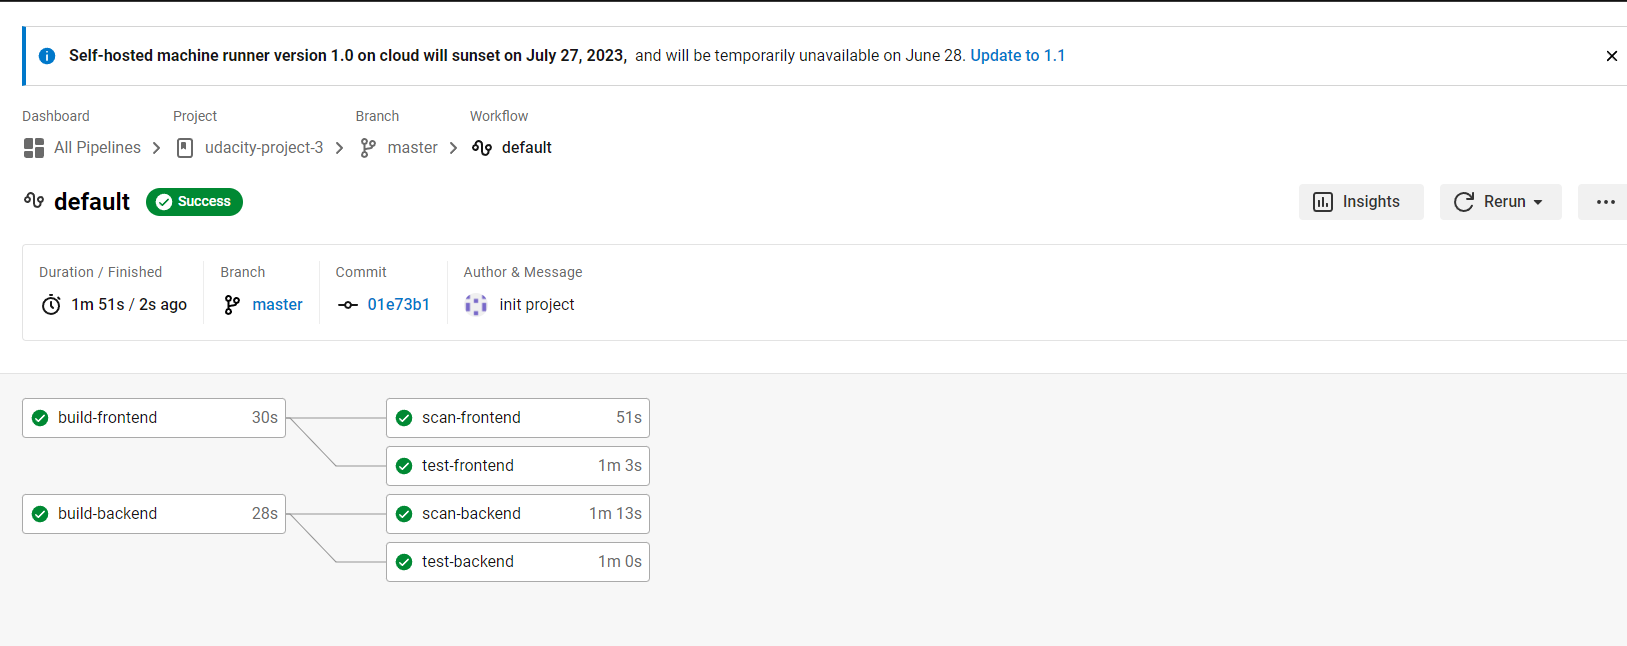 Self-hosted machine runner version 1.0 on cloud will sunset on July 27, 2023, and will be temporarily unavailable on June 28. Update to 1.1
Dashboard Project Branch Workflow
All Pipelines udacity-project-3 master default
default Success Insights Rerun
Duration / Finished Branch Commit Author & Message
1m 51s / 2s ago master 01e73b1 init project
build-frontend 30s scan-frontend 51s
test-frontend 1m 3s
build-backend 28s scan-backend 1m 13s
test-backend 1m 0s